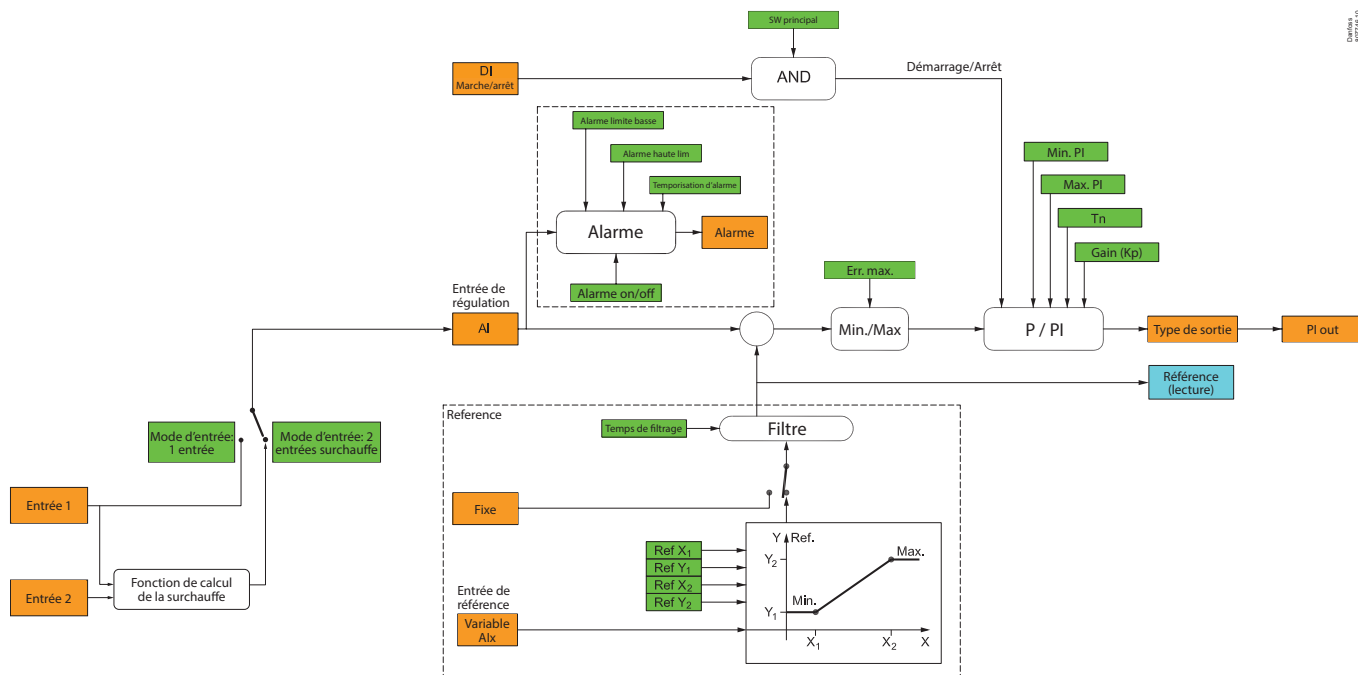 SW principal
Danfoss
DI
Marche/arrêt
AND
Démarrage/Arrêt
Alarme limite basse
Alarme haute lim
Temporisation d'alarme
Alarme
Alarme
Alarme on/off
Min. PI
Max. PI
Tn
Gain (Kp)
Err. max.
Entrée de
régulation
AI
Min./Max
P / PI
Type de sortie
PI out
Référence
(lecture)
Reference
Temps de filtrage
Filtre
Mode d'entrée:
1 entrée
Mode d'entrée: 2
entrées surchauffe
Entrée 1
Fixe
Entrée 2
Fonction de calcul
de la surchauffe
Ref X1
Ref Y1
Ref X2
Ref Y2
Y Ref.
Y2
Max.
Min.
Y1
X1 X2 X
Entrée de
référence
Variable
AIx